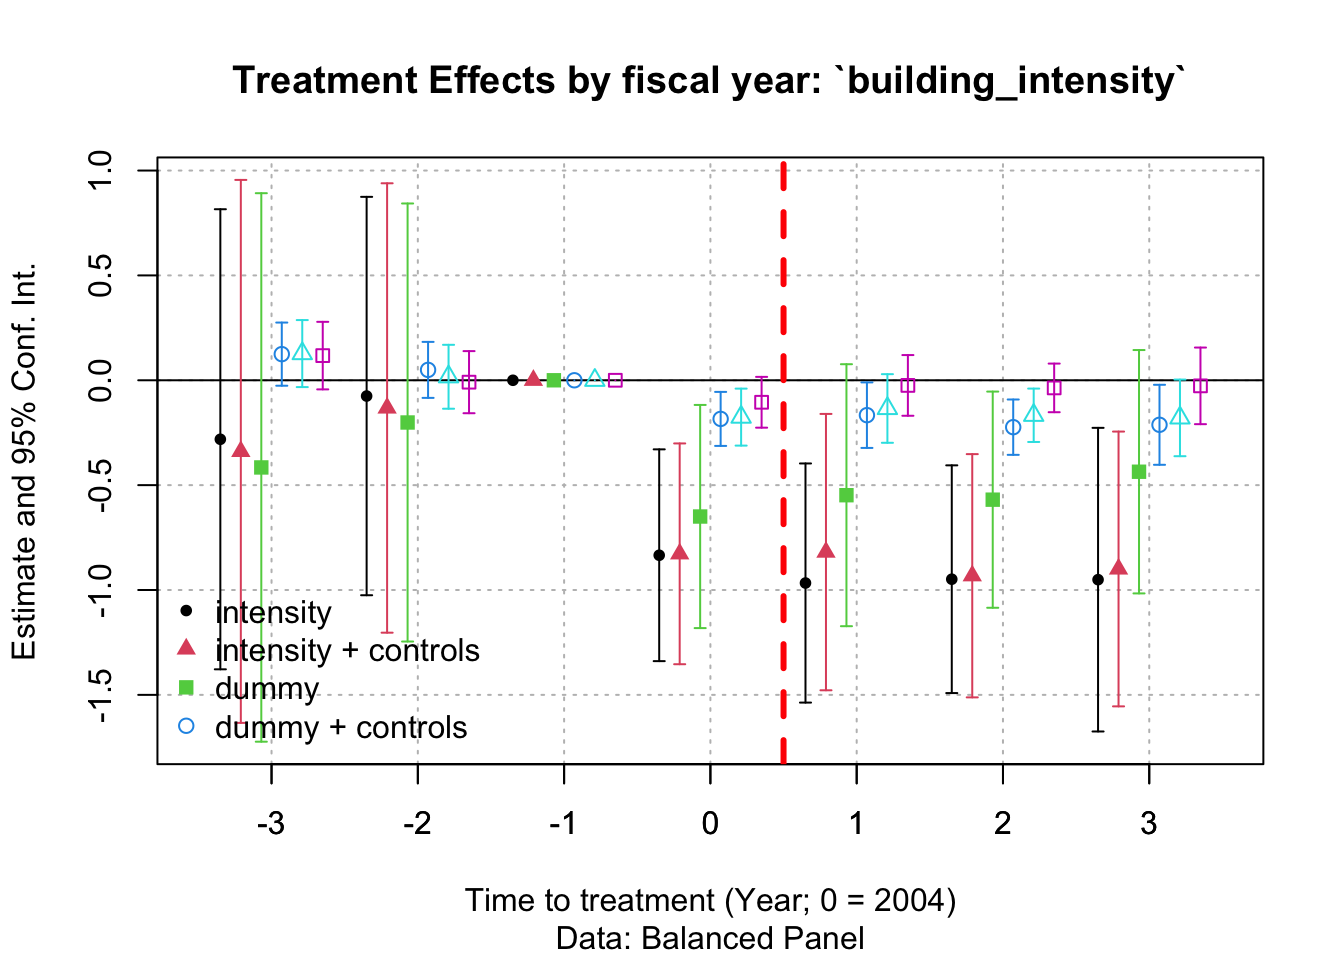 Treatment Effects by fiscal year: `building_intensity`
Estimate and 95% Conf. Int.
1.0
0.5
0.0
-0.5
-1.0
-1.5
intensity
intensity + controls
dummy
dummy + controls
-3 -2 -1 0 1 2 3
Time to treatment (Year; 0 = 2004)
Data: Balanced Panel